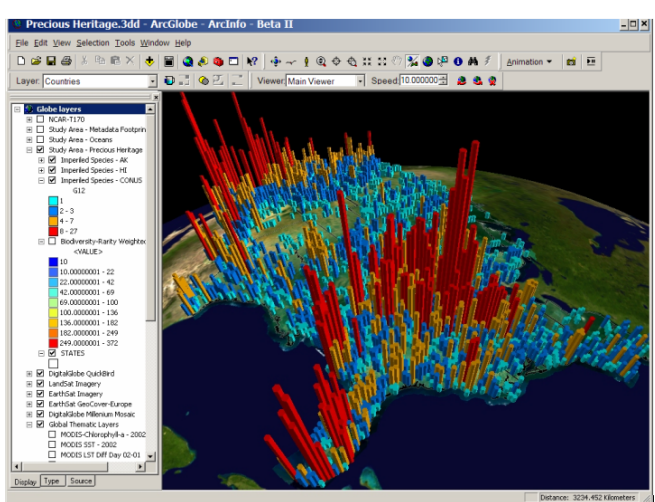 Precious Heritage.3dd - ArcGlobe - ArcInfo - Beta II
File Edit View Selection Tools Window Help
Animation
Layer: Countries Viewer: Main Viewer Speed: 10.000000
Globe layers
NCAR-T170
Study Area - Metadata Footprin
Study Area - Oceans
Study Area - Precious Heritage
Imperiled Species - AK
Imperiled Species - HI
Imperiled Species - CONUS
G12
1
2 - 3
4 - 7
8 - 27
Biodiversity-Rarity Weighted
<VALUE>
10
10.00000001 - 22
22.00000001 - 42
42.00000001 - 69
69.00000001 - 100
100.0000001 - 136
136.0000001 - 182
182.0000001 - 249
249.0000001 - 372
STATES
DigitalGlobe QuickBird
LandSat Imagery
EarthSat Imagery
EarthSat GeoCover-Europe
DigitalGlobe Millenium Mosaic
Global Thematic Layers
MODIS-Chlorophyll-a - 2002
MODIS SST - 2002
MODIS LST Diff Day 02-01
Display Type Source
Distance: 3234.452 Kilometers